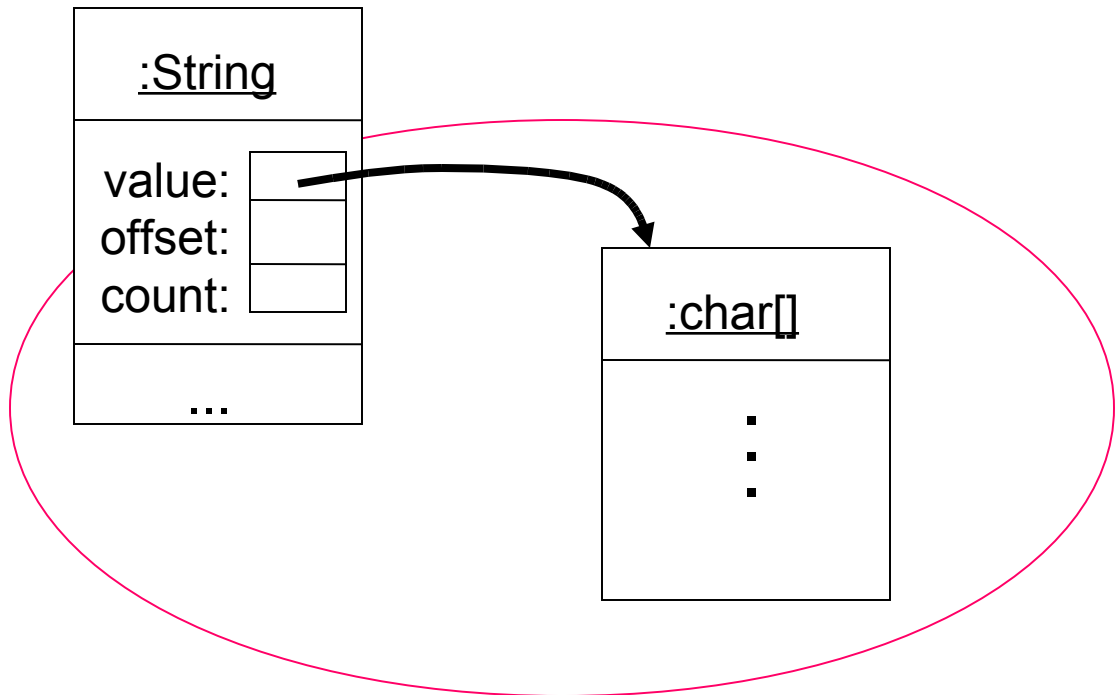 :String
value:
offset:
count:
...
:char[]